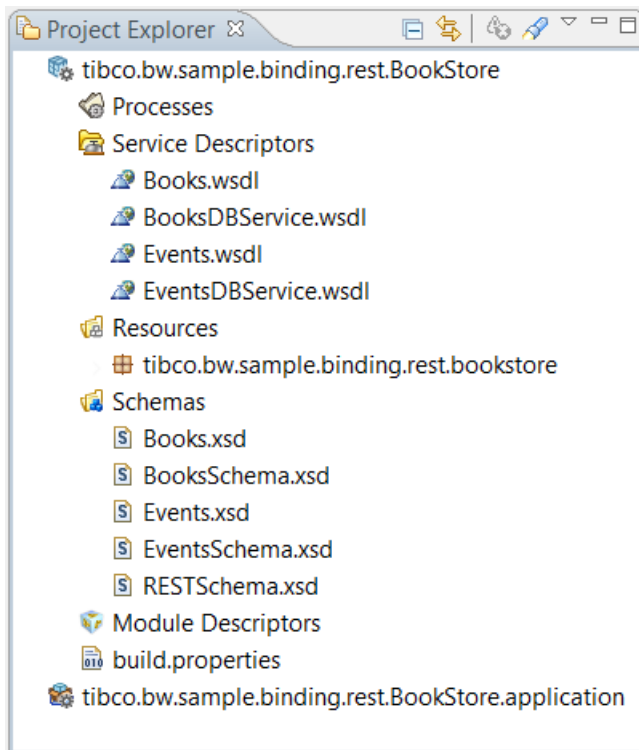 Project Explorer
tibco.bw.sample.binding.rest.BookStore
Processes
Service Descriptors
Books.wsdl
BooksDBService.wsdl
Events.wsdl
EventsDBService.wsdl
Resources
tibco.bw.sample.binding.rest.bookstore
Schemas
Books.xsd
BooksSchema.xsd
Events.xsd
EventsSchema.xsd
RESTSchema.xsd
Module Descriptors
build.properties
tibco.bw.sample.binding.rest.BookStore.application